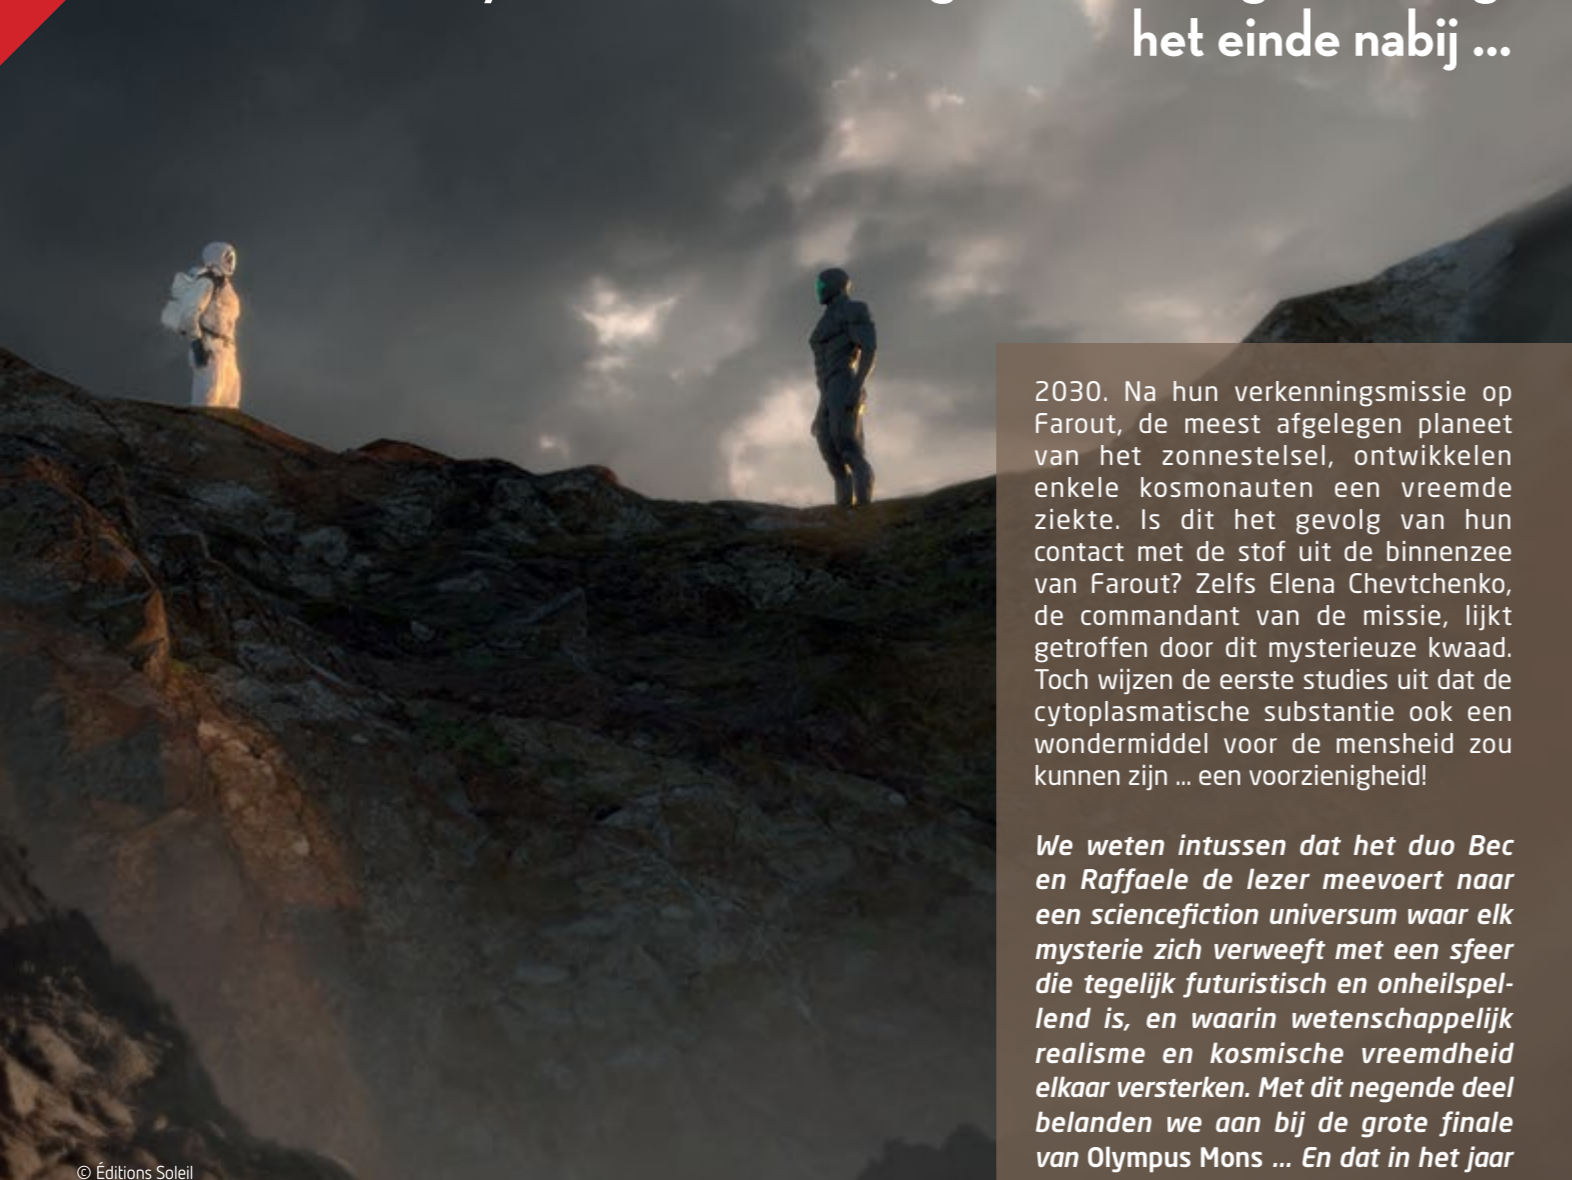 het einde nabij ...
2030. Na hun verkenningsmissie op
Farout, de meest afgelegen planeet
van het zonnestelsel, ontwikkelen
enkele kosmonauten een vreemde
ziekte. Is dit het gevolg van hun
contact met de stof uit de binnenzee
van Farout? Zelfs Elena Chevtchenko,
de commandant van de missie, lijkt
getroffen door dit mysterieuze kwaad.
Toch wijzen de eerste studies uit dat de
cytoplasmatische substantie ook een
wondermiddel voor de mensheid zou
kunnen zijn ... een voorzienigheid!
We weten intussen dat het duo Bec
en Raffaele de lezer meevoert naar
een sciencefiction universum waar elk
mysterie zich verweeft met een sfeer
die tegelijk futuristisch en onheilspel-
lend is, en waarin wetenschappelijk
realisme en kosmische vreemdheid
elkaar versterken. Met dit negende deel
belanden we aan bij de grote finale
van Olympus Mons ... En dat in het jaar
© Éditions Soleil